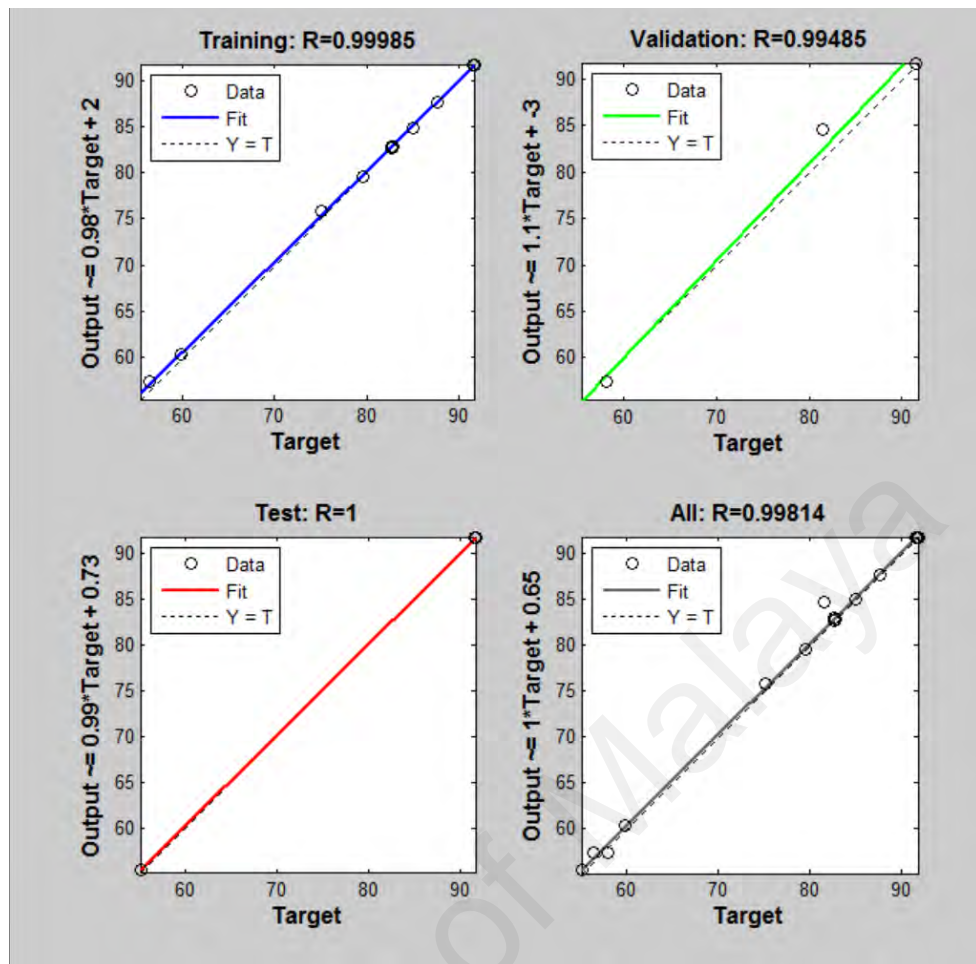 Training: R=0.99985
Output ~= 0.98*Target + 2
90
85
80
75
70
65
60
Data
Fit
Y = T
60
70
80
90
Target
Validation: R=0.99485
Output ~= 1.1*Target + -3
90
85
80
75
70
65
60
Data
Fit
Y = T
60
70
80
90
Target
Test: R=1
Output ~= 0.99*Target + 0.73
90
85
80
75
70
65
60
Data
Fit
Y = T
60
70
80
90
Target
All: R=0.99814
Output ~= 1*Target + 0.65
90
85
80
75
70
65
60
Data
Fit
Y = T
60
70
80
90
Target
of Malaya